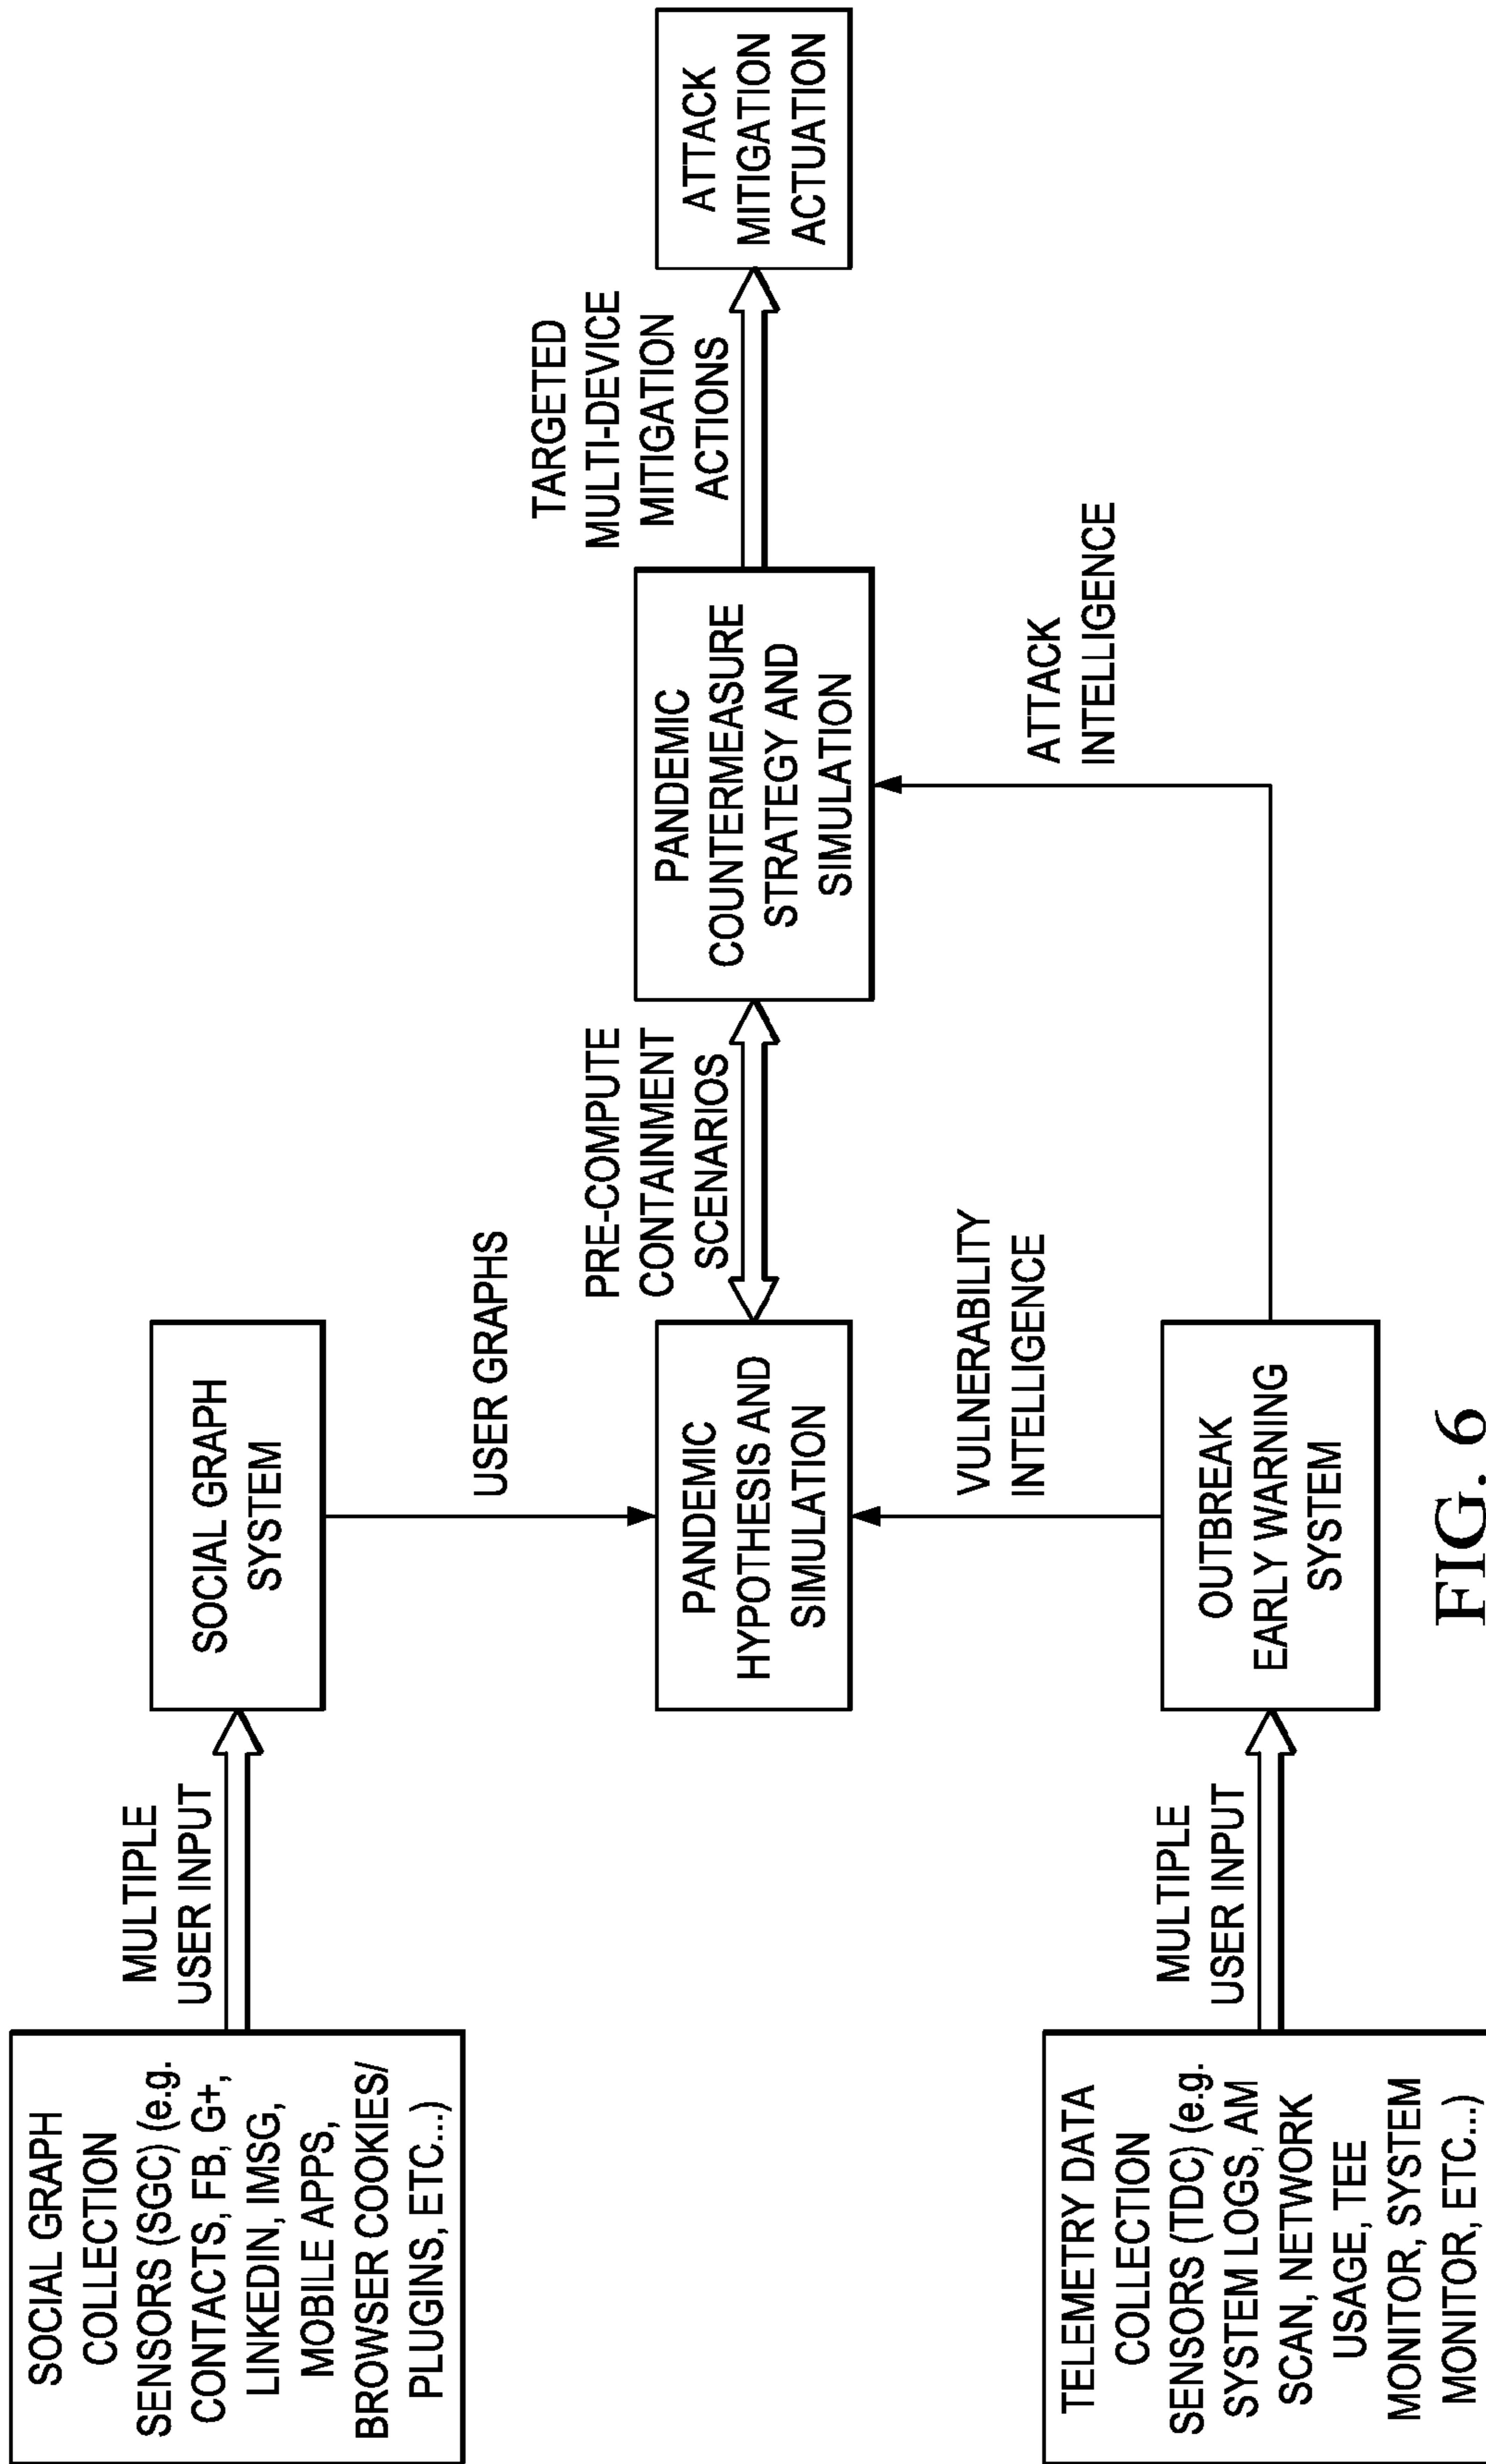 SOCIAL GRAPH
COLLECTION
SENSORS (SGC) (e.g.
CONTACTS, FB, G+,
LINKEDIN, IMSG,
MOBILE APPS,
BROWSER COOKIES/
PLUGINS, ETC...)
MULTIPLE
USER INPUT
SOCIAL GRAPH
SYSTEM
USER GRAPHS
PANDEMIC
HYPOTHESIS AND
SIMULATION
PRE-COMPUTE
CONTAINMENT
SCENARIOS
PANDEMIC
COUNTERMEASURE
STRATEGY AND
SIMULATION
TARGETED
MULTI-DEVICE
MITIGATION
ACTIONS
ATTACK
MITIGATION
ACTUATION
TELEMETRY DATA
COLLECTION
SENSORS (TDC) (e.g.
SYSTEM LOGS, AM
SCAN, NETWORK
USAGE, TEE
MONITOR, SYSTEM
MONITOR, ETC...)
MULTIPLE
USER INPUT
OUTBREAK
EARLY WARNING
SYSTEM
VULNERABILITY
INTELLIGENCE
ATTACK
INTELLIGENCE
FIG. 6